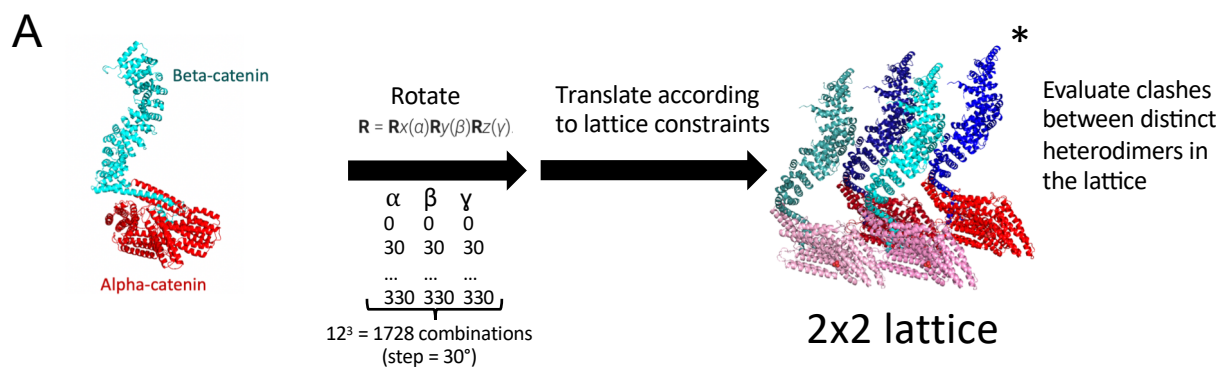 A
Beta-catenin
Alpha-catenin
Rotate
R = Rx(α)Ry(β)Rz(γ).
α β γ
0 0 0
30 30 30
... ... ...
330 330 330
12³ = 1728 combinations
(step = 30°)
Translate according
to lattice constraints
*
2x2 lattice
Evaluate clashes
between distinct
heterodimers in
the lattice